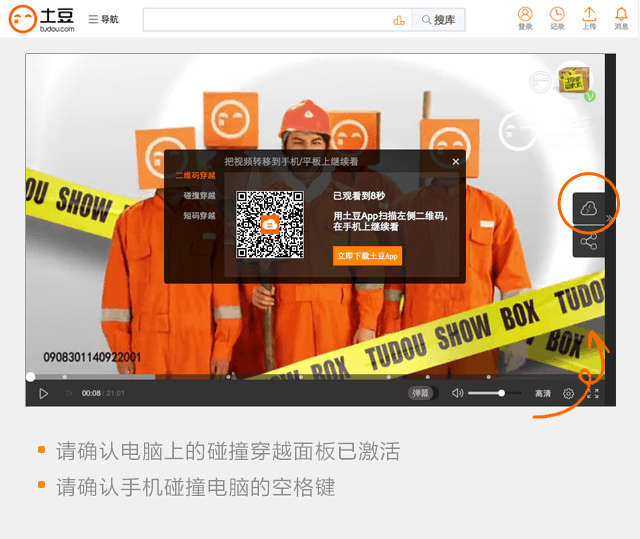 土豆
tudou.com
导航
搜库
登录
记录
上传
消息
把视频转移到手机/平板上继续看
二维码穿越
碰撞穿越
短码穿越
已观看到8秒
用土豆App扫描左侧二维码,
在手机上继续看
立即下载土豆App
TUDOU SHOW BOX
TUDOU SHOW BOX TUDOU
BOX
0908301140922001
00:08 / 21:01
弹幕
高清
请确认电脑上的碰撞穿越面板已激活
请确认手机碰撞电脑的空格键